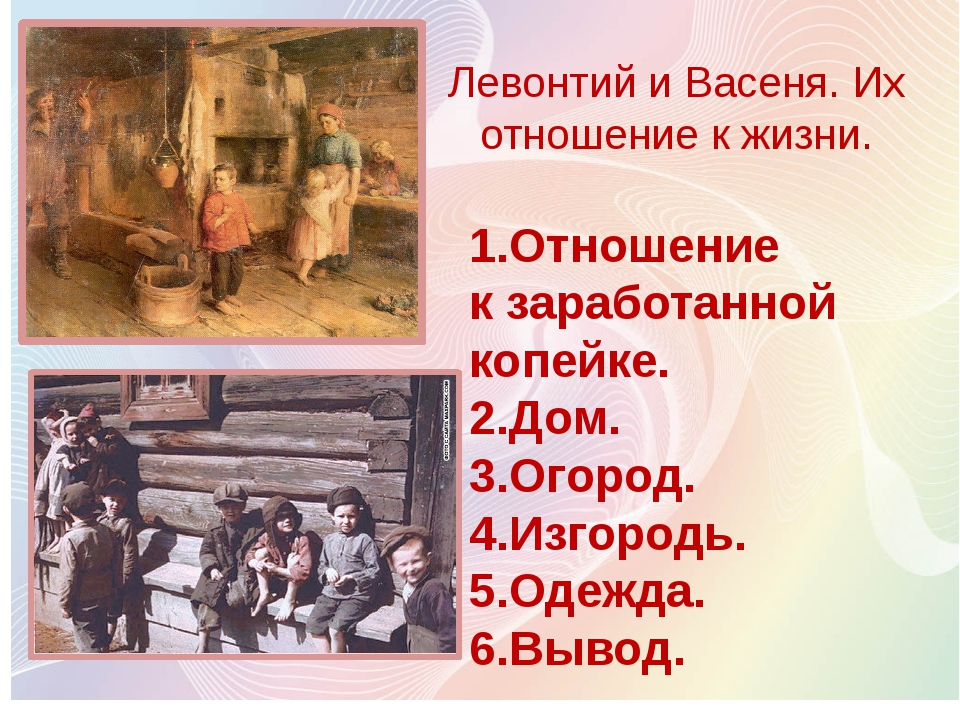 Левонтий и Васеня. Их
отношение к жизни.
1.Отношение
к заработанной
копейке.
2.Дом.
3.Огород.
4.Изгородь.
5.Одежда.
6.Вывод.